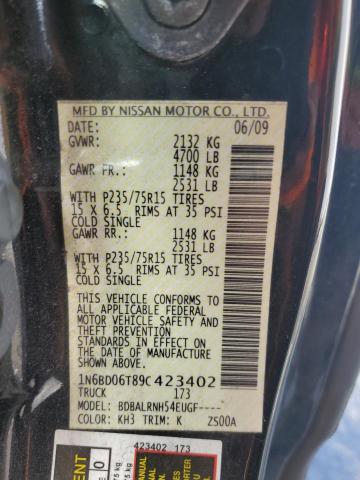 MFD BY NISSAN MOTOR CO., LTD.
DATE: 06/09
GVWR: 2132 KG
4700 LB
GAWR FR.: 1148 KG
2531 LB
WITH P235/75R15 TIRES
15 X 6.5 RIMS AT 35 PSI
COLD SINGLE
GAWR RR.: 1148 KG
2531 LB
WITH P235/75R15 TIRES
15 X 6.5 RIMS AT 35 PSI
COLD SINGLE
THIS VEHICLE CONFORMS TO
ALL APPLICABLE FEDERAL
MOTOR VEHICLE SAFETY
AND THEFT PREVENTION
STANDARDS IN EFFECT ON
THE DATE OF MANUFACTURE
SHOWN ABOVE.
1N6BD06T89C423402
TRUCK 173
MODEL: BDBALRNH54EUGF----
COLOR: KH3 TRIM: K ZS00A
423402 173
0
MANUAL